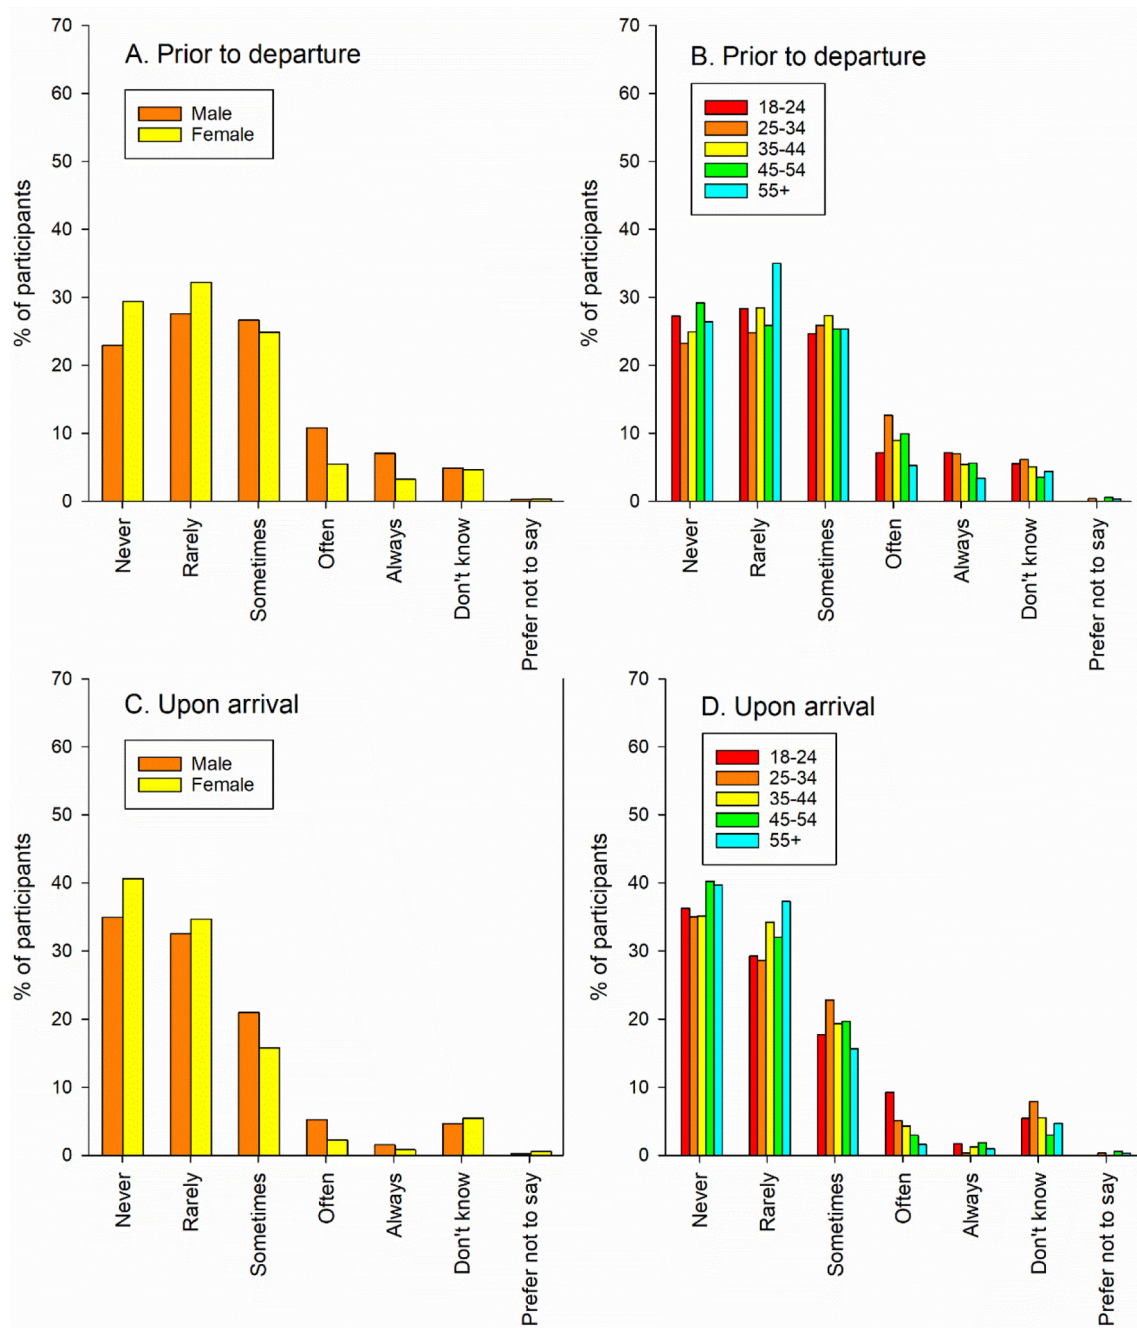 A. Prior to departure
Male
Female
% of participants
70
60
50
40
30
20
10
0
Never
Rarely
Sometimes
Often
Always
Don't know
Prefer not to say
B. Prior to departure
18-24
25-34
35-44
45-54
55+
% of participants
70
60
50
40
30
20
10
0
Never
Rarely
Sometimes
Often
Always
Don't know
Prefer not to say
C. Upon arrival
Male
Female
% of participants
70
60
50
40
30
20
10
0
Never
Rarely
Sometimes
Often
Always
Don't know
Prefer not to say
D. Upon arrival
18-24
25-34
35-44
45-54
55+
% of participants
70
60
50
40
30
20
10
0
Never
Rarely
Sometimes
Often
Always
Don't know
Prefer not to say